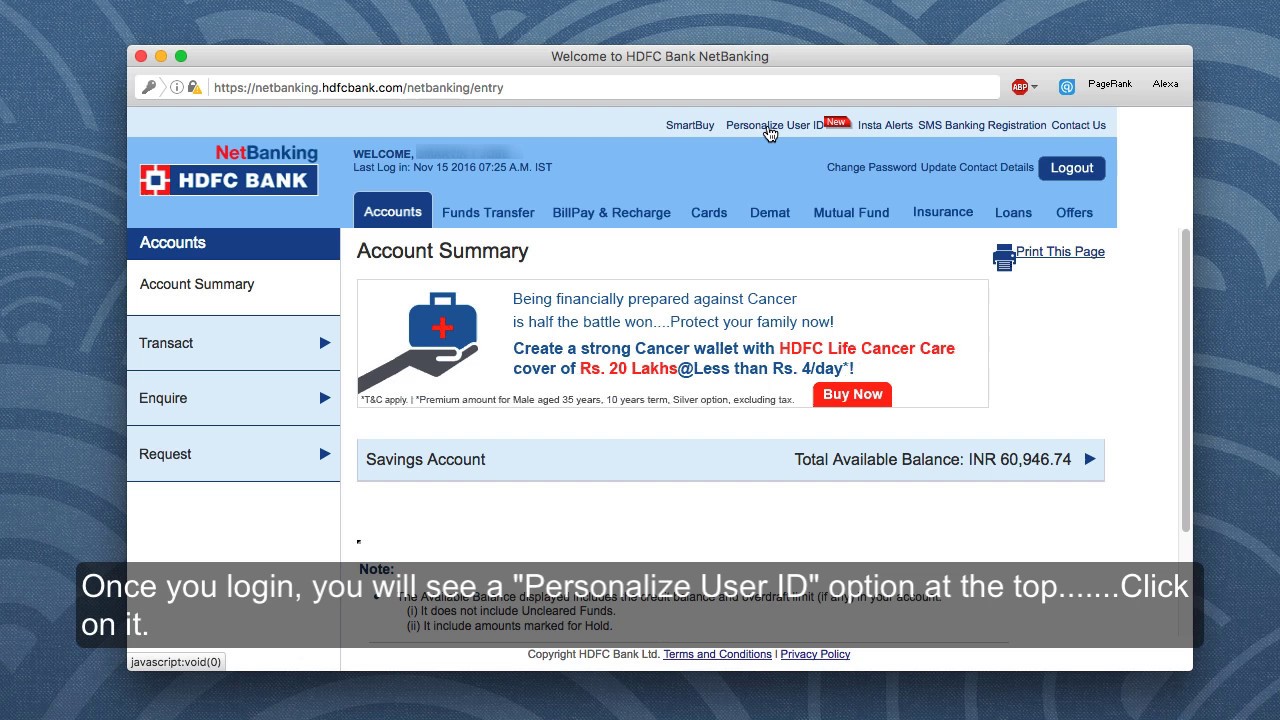 Welcome to HDFC Bank NetBanking
https://netbanking.hdfcbank.com/netbanking/entry
ABP
PageRank
Alexa
SmartBuy Personalize User ID New Insta Alerts SMS Banking Registration Contact Us
NetBanking
HDFC BANK
WELCOME,
Last Log in: Nov 15 2016 07:25 A.M. IST
Change Password Update Contact Details Logout
Accounts Funds Transfer BillPay & Recharge Cards Demat Mutual Fund Insurance Loans Offers
Accounts
Account Summary
Transact
Enquire
Request
Account Summary
Print This Page
Being financially prepared against Cancer
is half the battle won....Protect your family now!
Create a strong Cancer wallet with HDFC Life Cancer Care
cover of Rs. 20 Lakhs@Less than Rs. 4/day*!
*T&C apply. | *Premium amount for Male aged 35 years, 10 years term, Silver option, excluding tax.
Buy Now
Savings Account Total Available Balance: INR 60,946.74
Note:
The Available Balance displayed includes the credit balance and overdraft limit (if any) in your account.
(i) It does not include Uncleared Funds.
(ii) It include amounts marked for Hold.
Once you login, you will see a "Personalize User ID" option at the top.......Click
on it.
Copyright HDFC Bank Ltd. Terms and Conditions | Privacy Policy
javascript:void(0)